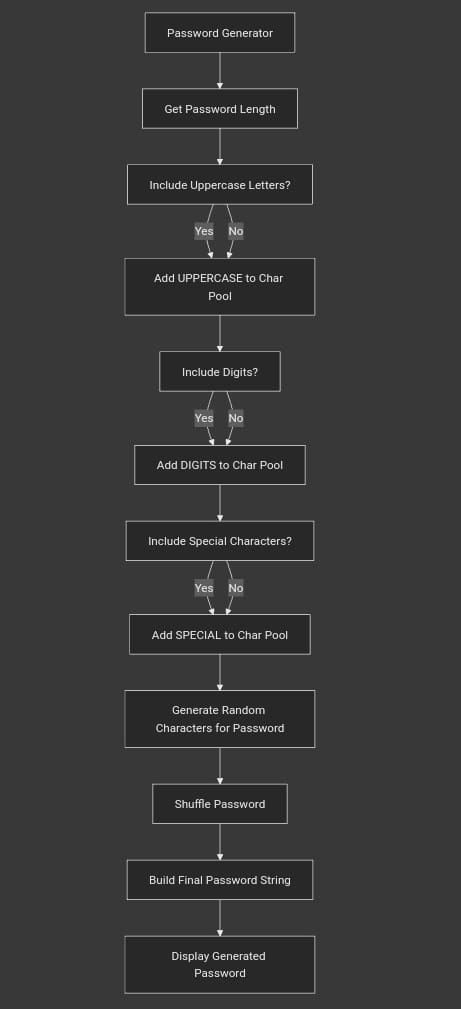 Password Generator
Get Password Length
Include Uppercase Letters?
Yes No
Add UPPERCASE to Char
Pool
Include Digits?
Yes No
Add DIGITS to Char Pool
Include Special Characters?
Yes No
Add SPECIAL to Char Pool
Generate Random
Characters for Password
Shuffle Password
Build Final Password String
Display Generated
Password